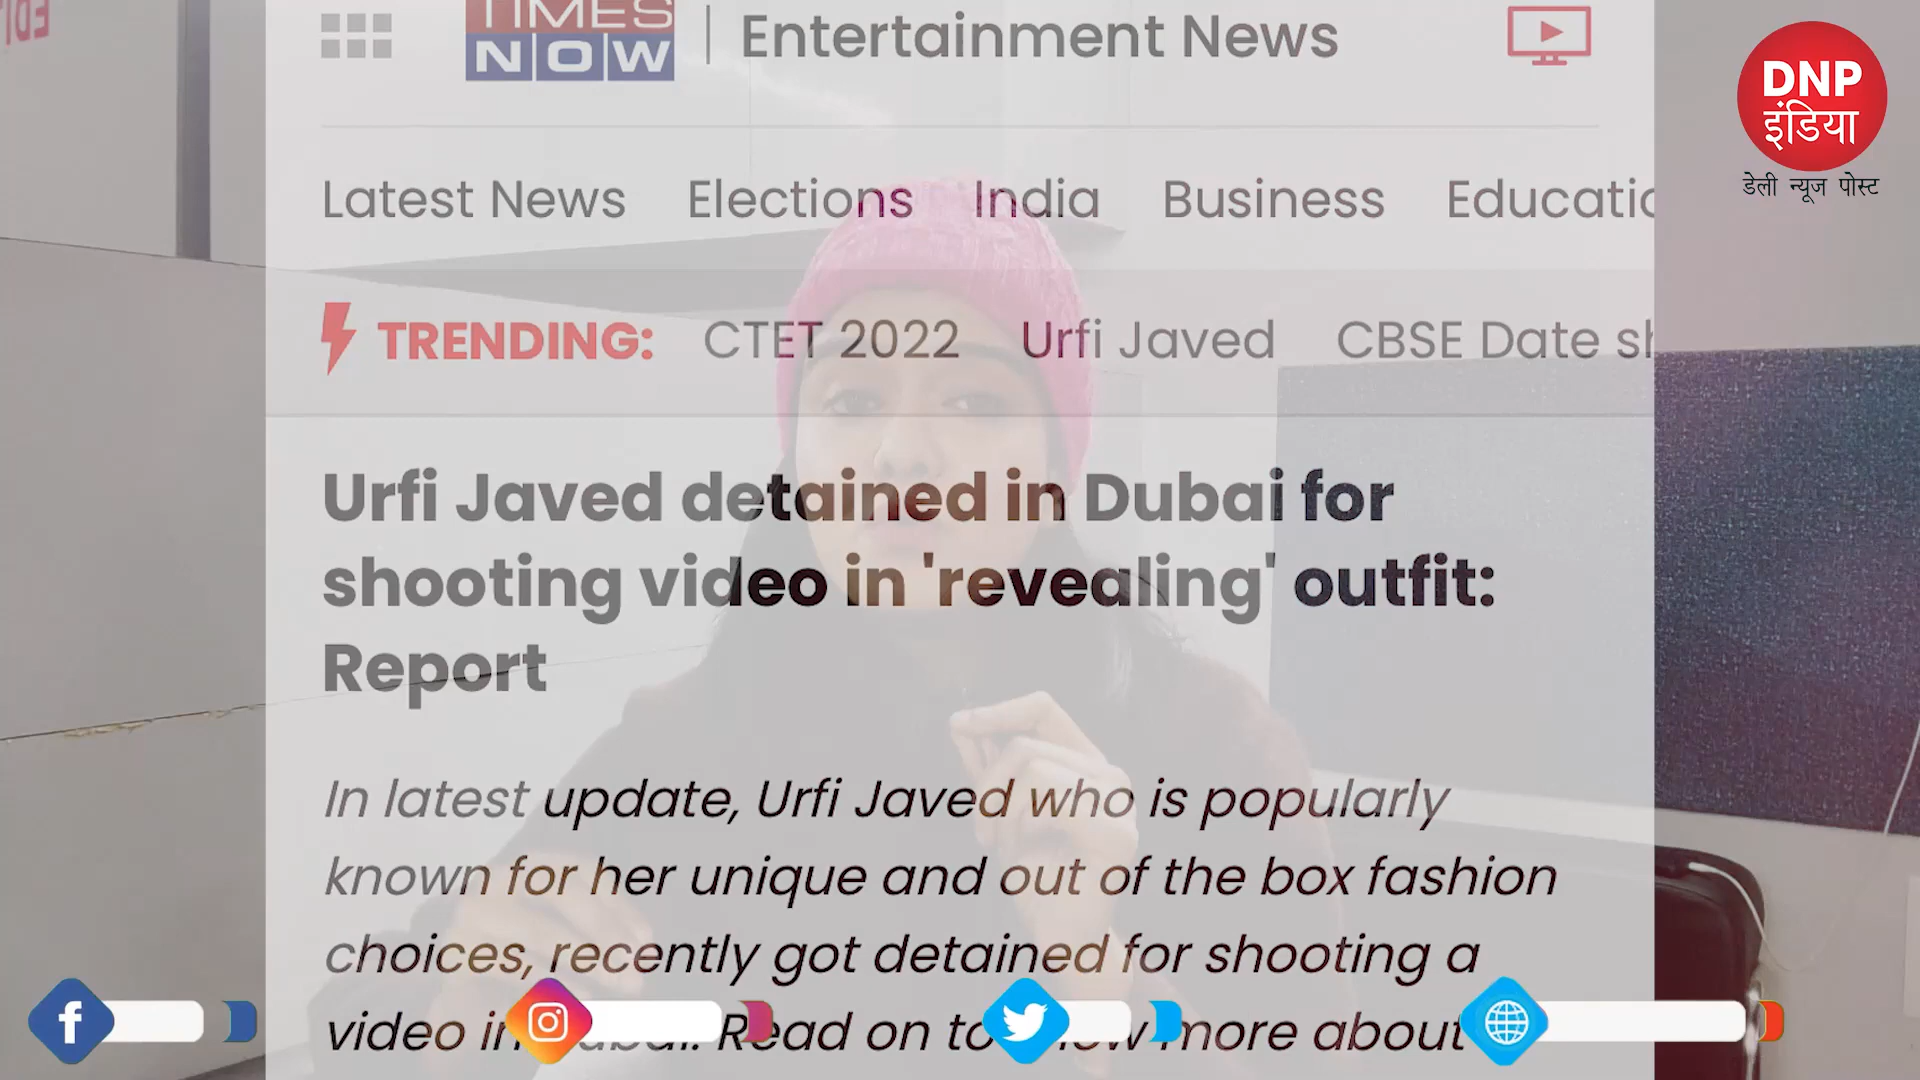 TIMES
NOW
Entertainment News
DNP
इंडिया
डेली न्यूज पोस्ट
Latest News Elections India Business Educatio
TRENDING: CTET 2022 Urfi Javed CBSE Date sh
Urfi Javed detained in Dubai for
shooting video in 'revealing' outfit:
Report
In latest update, Urfi Javed who is popularly
known for her unique and out of the box fashion
choices, recently got detained for shooting a
video in Read on to more about